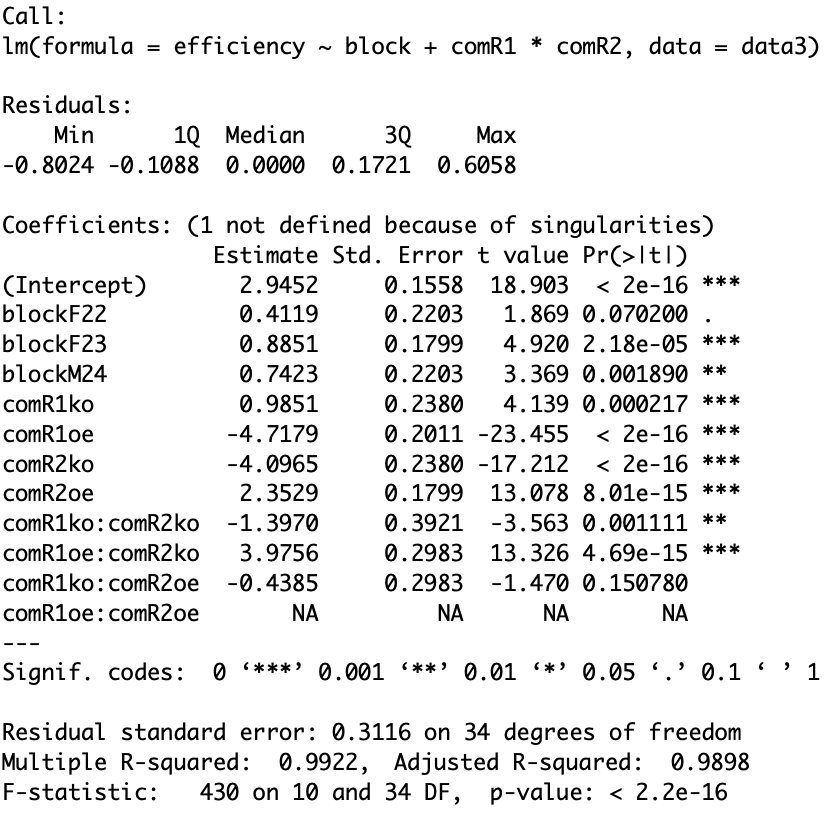 Call:
lm(formula = efficiency ~ block + comR1 * comR2, data = data3)
Residuals:
    Min      1Q  Median      3Q     Max
-0.8024 -0.1088  0.0000  0.1721  0.6058
Coefficients: (1 not defined because of singularities)
                Estimate Std. Error t value Pr(>|t|)
(Intercept)       2.9452     0.1558  18.903  < 2e-16 ***
blockF22          0.4119     0.2203   1.869 0.070200 .
blockF23          0.8851     0.1799   4.920 2.18e-05 ***
blockM24          0.7423     0.2203   3.369 0.001890 **
comR1ko           0.9851     0.2380   4.139 0.000217 ***
comR1oe          -4.7179     0.2011 -23.455  < 2e-16 ***
comR2ko          -4.0965     0.2380 -17.212  < 2e-16 ***
comR2oe           2.3529     0.1799  13.078 8.01e-15 ***
comR1ko:comR2ko  -1.3970     0.3921  -3.563 0.001111 **
comR1oe:comR2ko   3.9756     0.2983  13.326 4.69e-15 ***
comR1ko:comR2oe  -0.4385     0.2983  -1.470 0.150780
comR1oe:comR2oe       NA         NA      NA       NA
---
Signif. codes:  0 ‘***’ 0.001 ‘**’ 0.01 ‘*’ 0.05 ‘.’ 0.1 ‘ ’ 1
Residual standard error: 0.3116 on 34 degrees of freedom
Multiple R-squared:  0.9922,	Adjusted R-squared:  0.9898
F-statistic:   430 on 10 and 34 DF,  p-value: < 2.2e-16